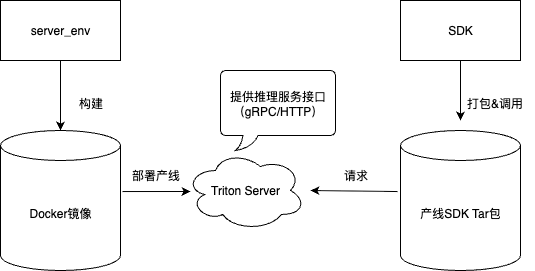 server_env
SDK
构建
提供推理服务接口
（gRPC/HTTP）
打包&调用
部署产线
请求
Docker镜像
Triton Server
产线SDK Tar包